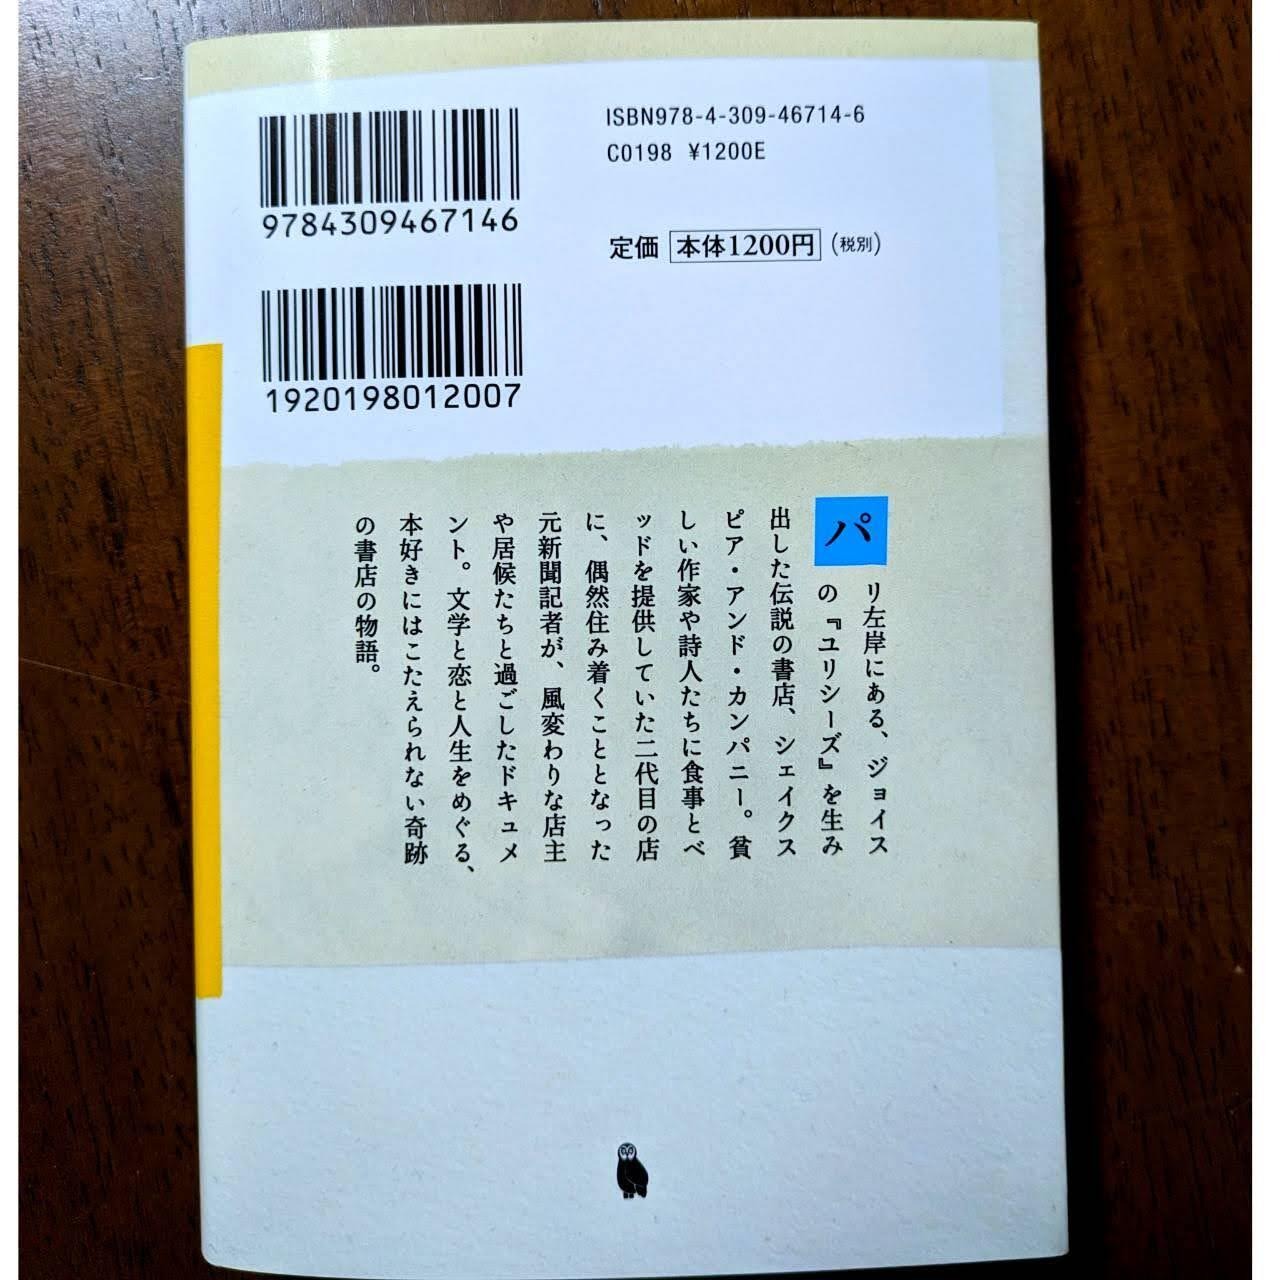 9784309467146
1920198012007
ISBN978-4-309-46714-6
C0198 ¥1200E
定価 本体1200円(税別)
パリ左岸にある、ジョイス
の『ユリシーズ』を生み
出した伝説の書店、シェイクス
ピア・アンド・カンパニー。貧
しい作家や詩人たちに食事とベ
ッドを提供していた二代目の店
に、偶然住み着くこととなった
元新聞記者が、風変わりな店主
や居候たちと過ごしたドキュメ
ント。文学と恋と人生をめぐる、
本好きにはこたえられない奇跡
の書店の物語。